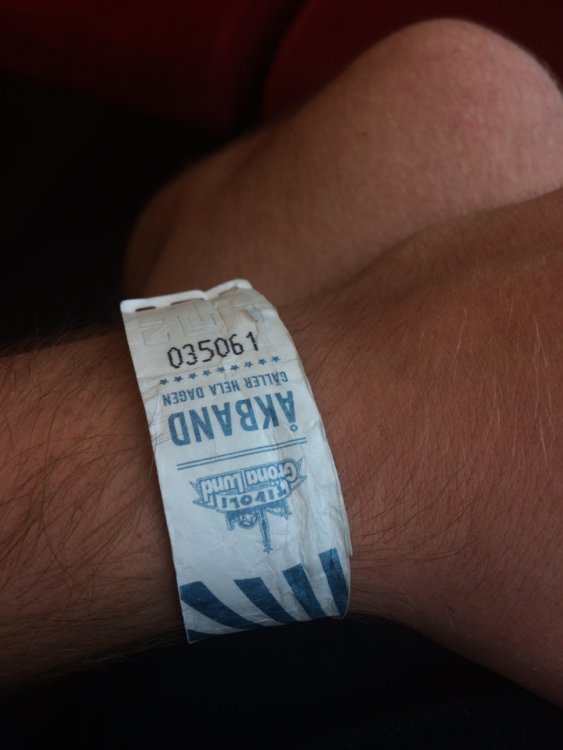 TIVOLI
Gröna Lund
ÅKBAND
GÄLLER HELA DAGEN
035061